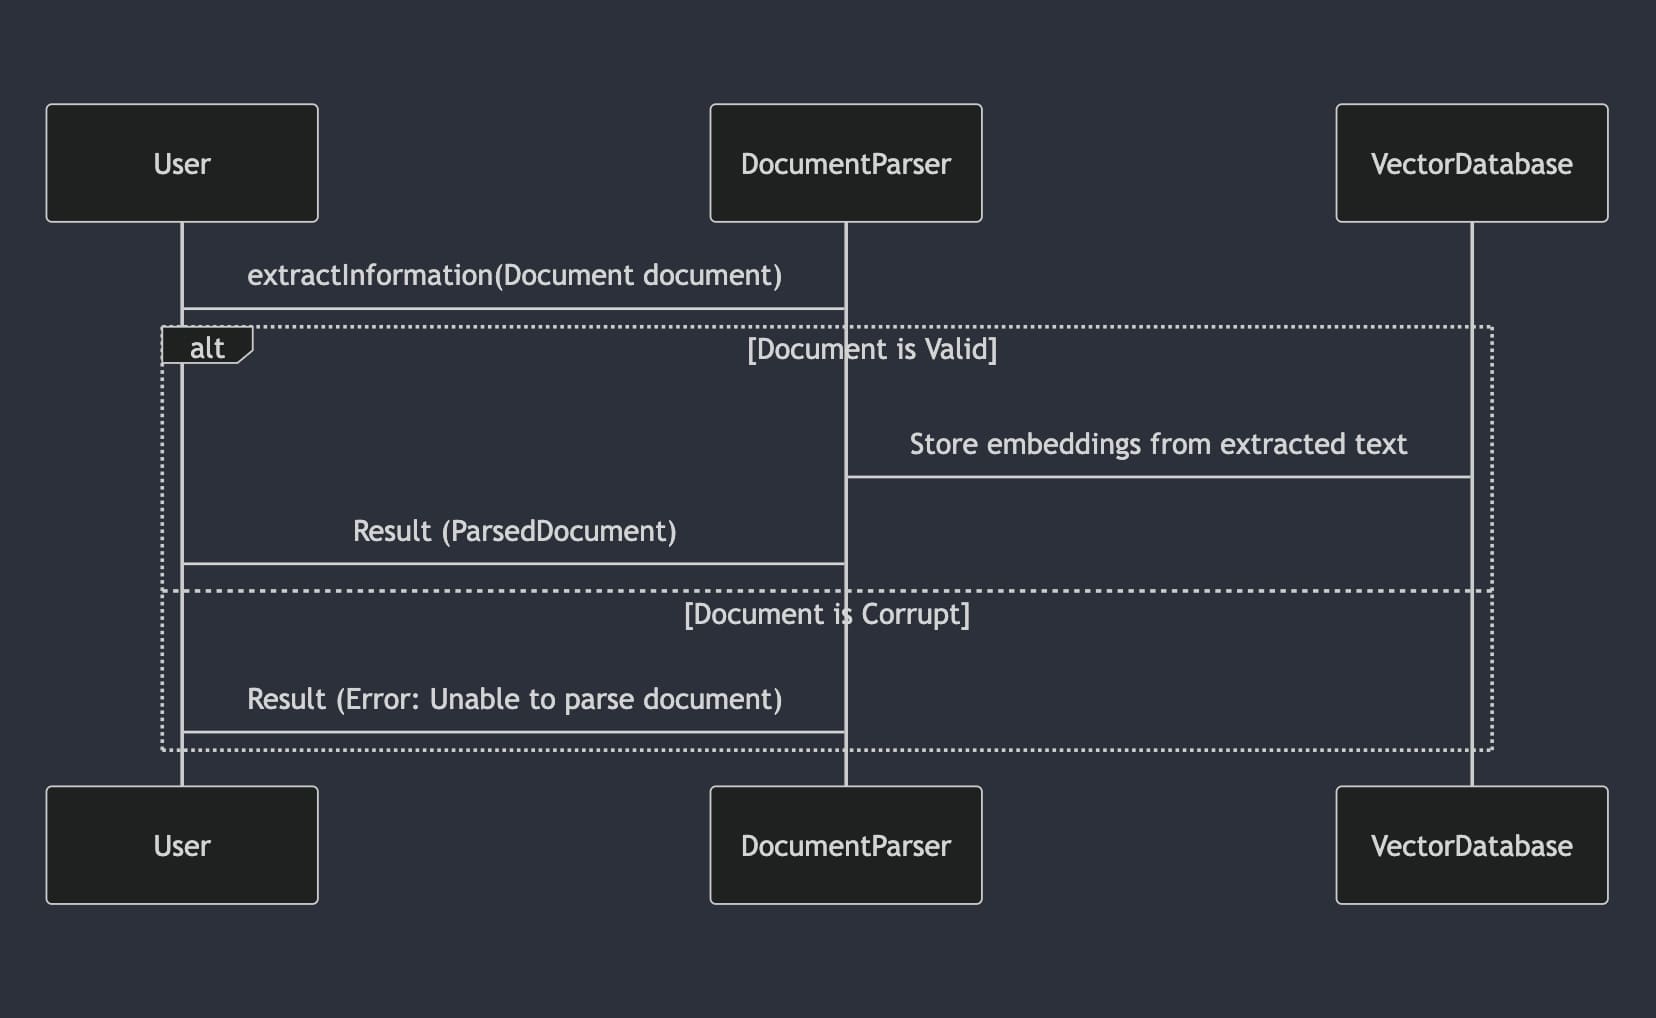 User
DocumentParser
VectorDatabase
extractInformation(Document document)
alt
[Document is Valid]
Store embeddings from extracted text
Result (ParsedDocument)
[Document is Corrupt]
Result (Error: Unable to parse document)
User
DocumentParser
VectorDatabase